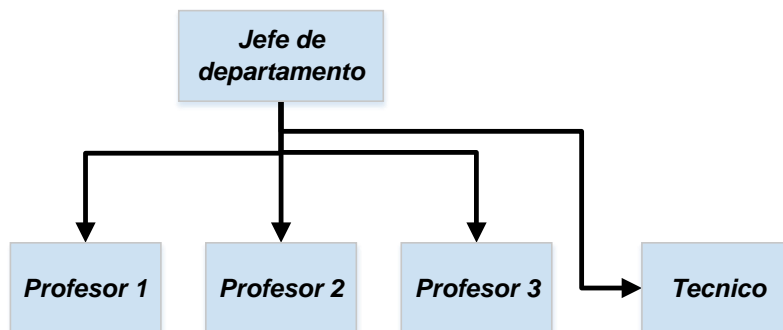 Jefe de
departamento
Profesor 1
Profesor 2
Profesor 3
Tecnico